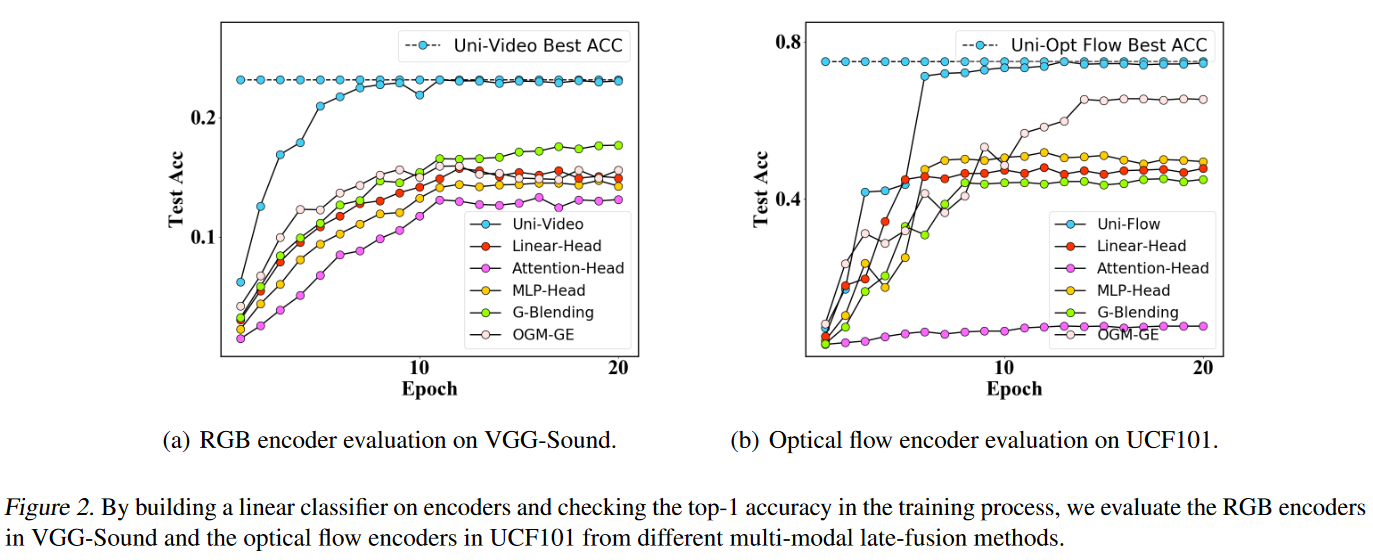 Uni-Video Best ACC
0.2
0.1
Test Acc
Uni-Video
Linear-Head
Attention-Head
MLP-Head
G-Blending
OGM-GE
10
20
Epoch
(a) RGB encoder evaluation on VGG-Sound.
Uni-Opt Flow Best ACC
0.8
0.4
Test Acc
Uni-Flow
Linear-Head
Attention-Head
MLP-Head
G-Blending
OGM-GE
10
20
Epoch
(b) Optical flow encoder evaluation on UCF101.
Figure 2. By building a linear classifier on encoders and checking the top-1 accuracy in the training process, we evaluate the RGB encoders
in VGG-Sound and the optical flow encoders in UCF101 from different multi-modal late-fusion methods.